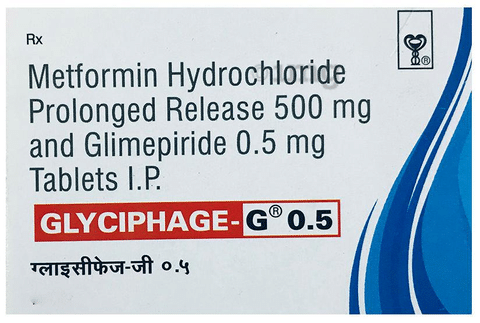 Rx
Metformin Hydrochloride
Prolonged Release 500 mg
and Glimepiride 0.5 mg
Tablets I.P.
GLYCIPHAGE-G® 0.5
ग्लाइसीफेज-जी ०.५
®